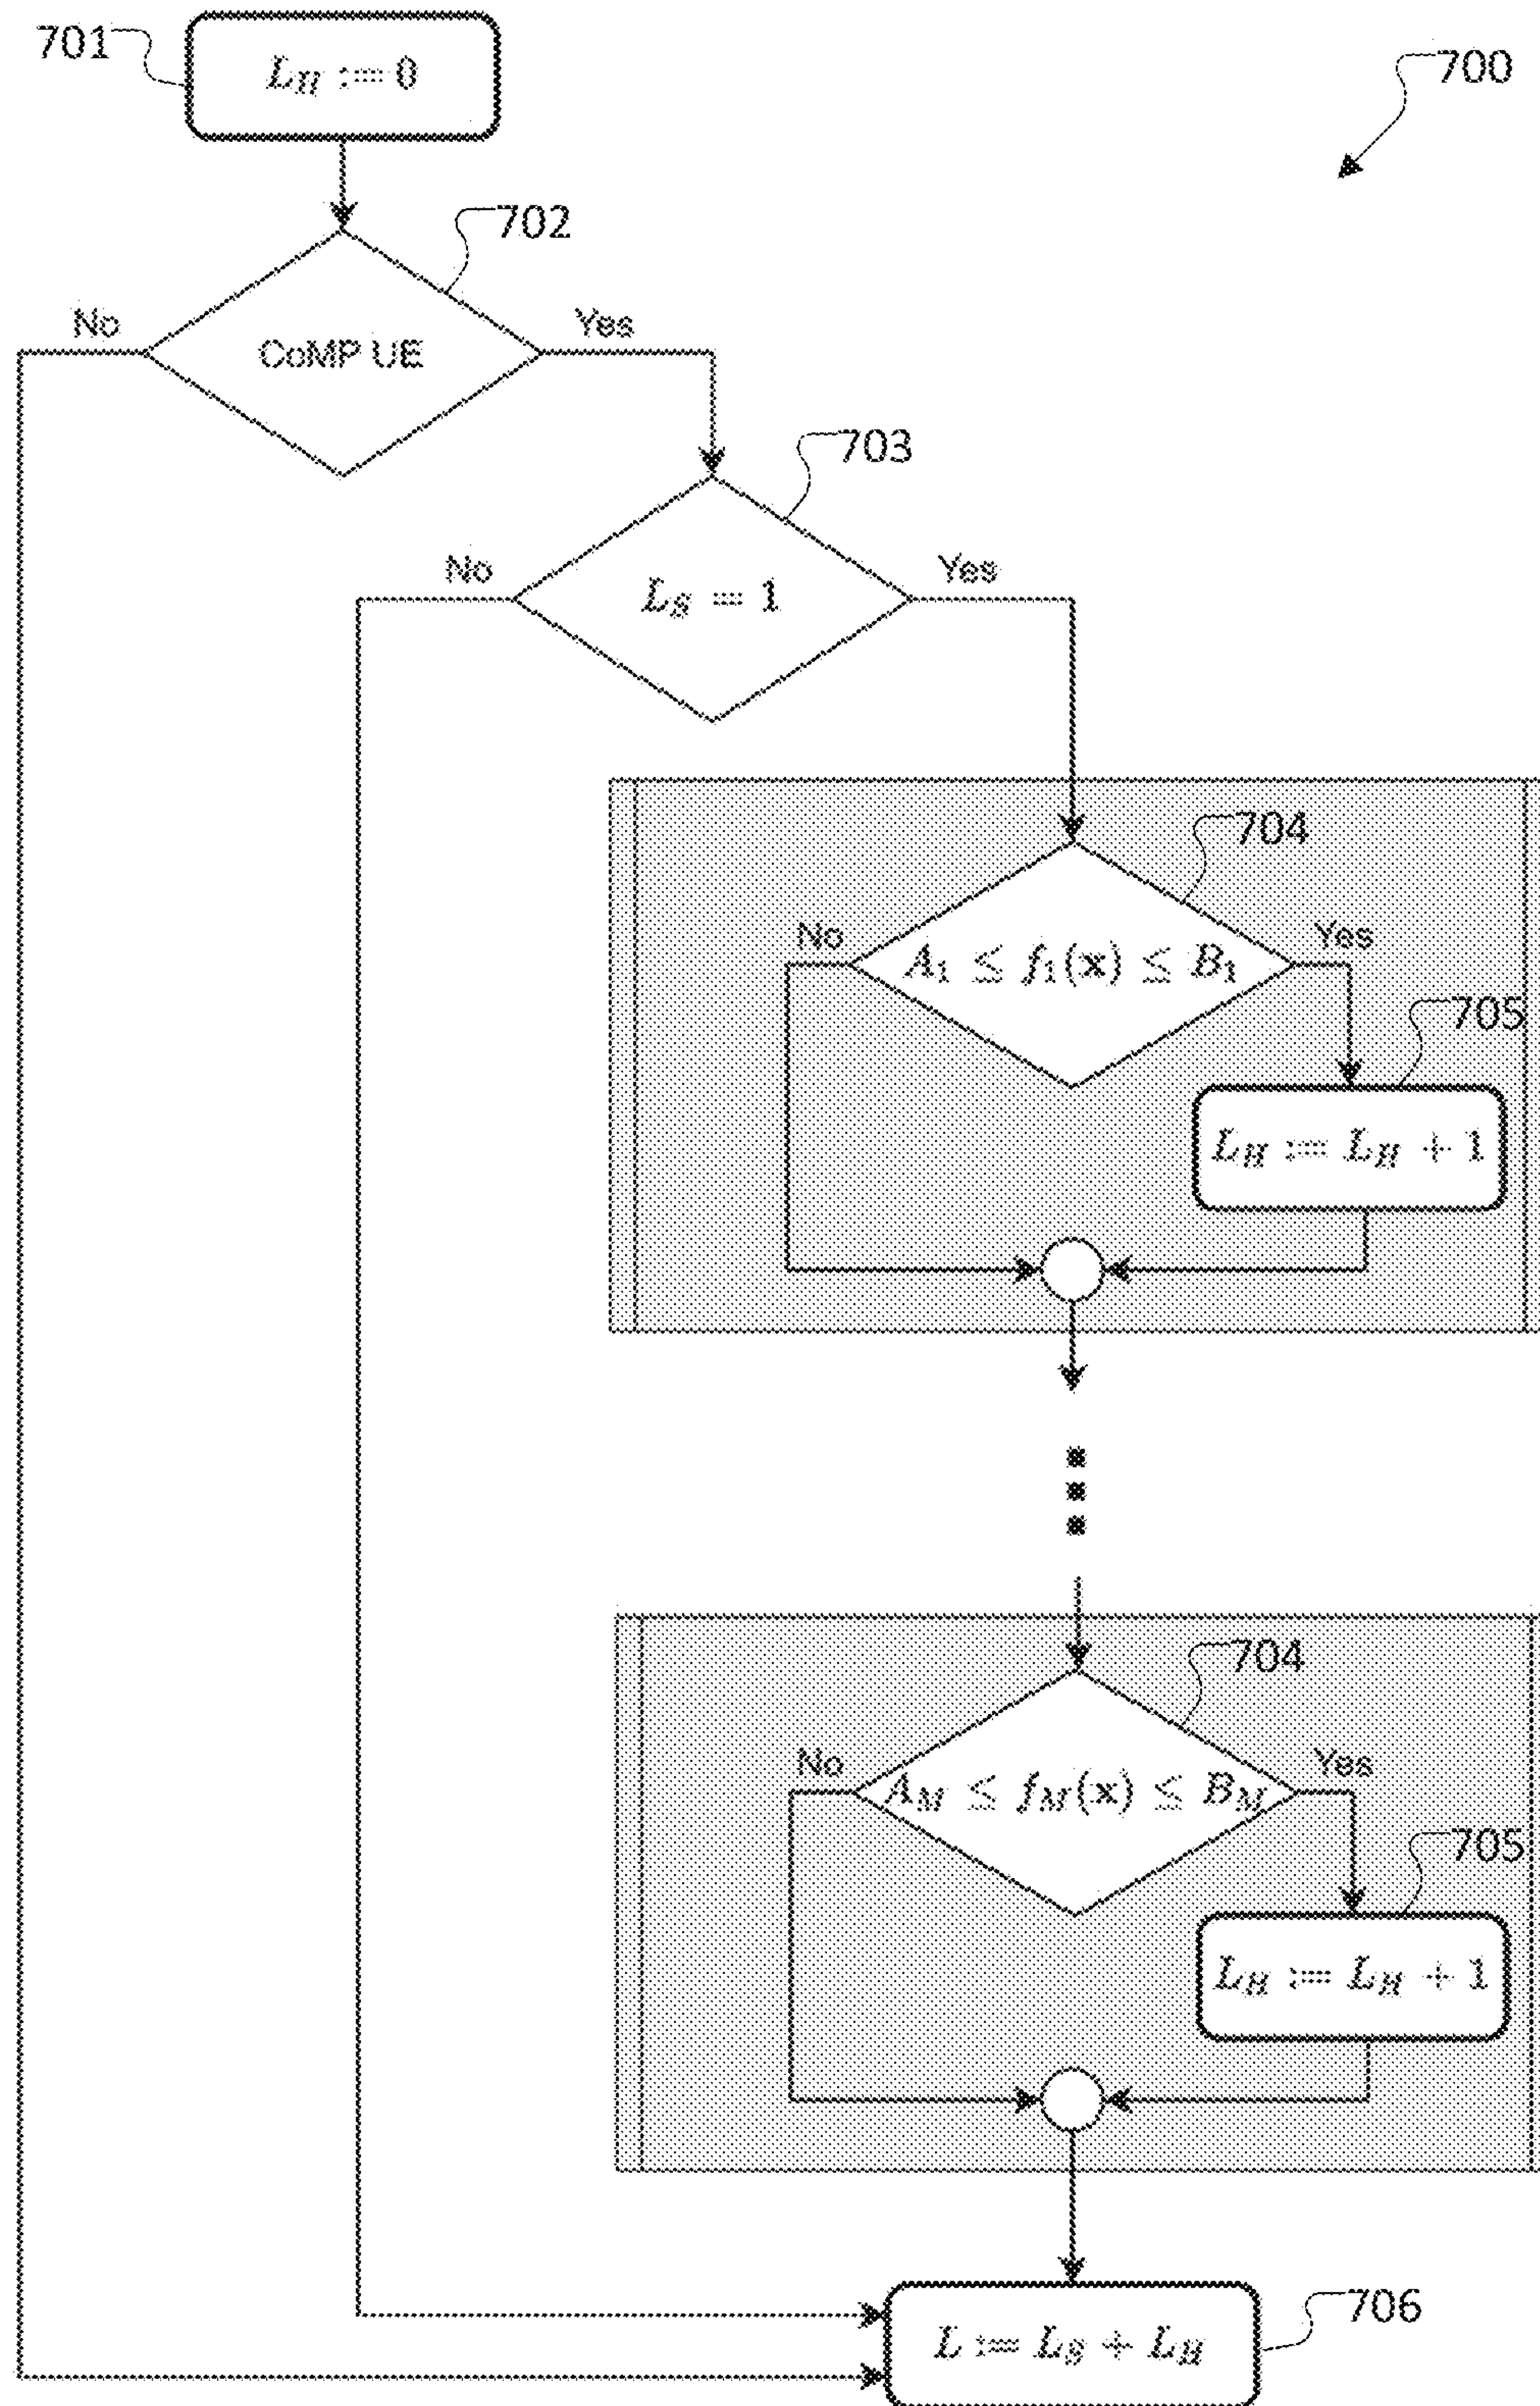 701
L_H := 0
700
702
No
Yes
CoMP UE
703
No
Yes
L_S = 1
704
No
Yes
A_1 ≤ f_1(x) ≤ B_1
705
L_H := L_H + 1
704
No
Yes
A_M ≤ f_M(x) ≤ B_M
705
L_H := L_H + 1
706
L := L_S + L_H